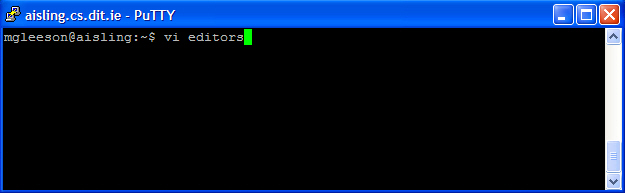 aisling.cs.dit.ie - PuTTY
mgleeson@aisling:~$ vi editors